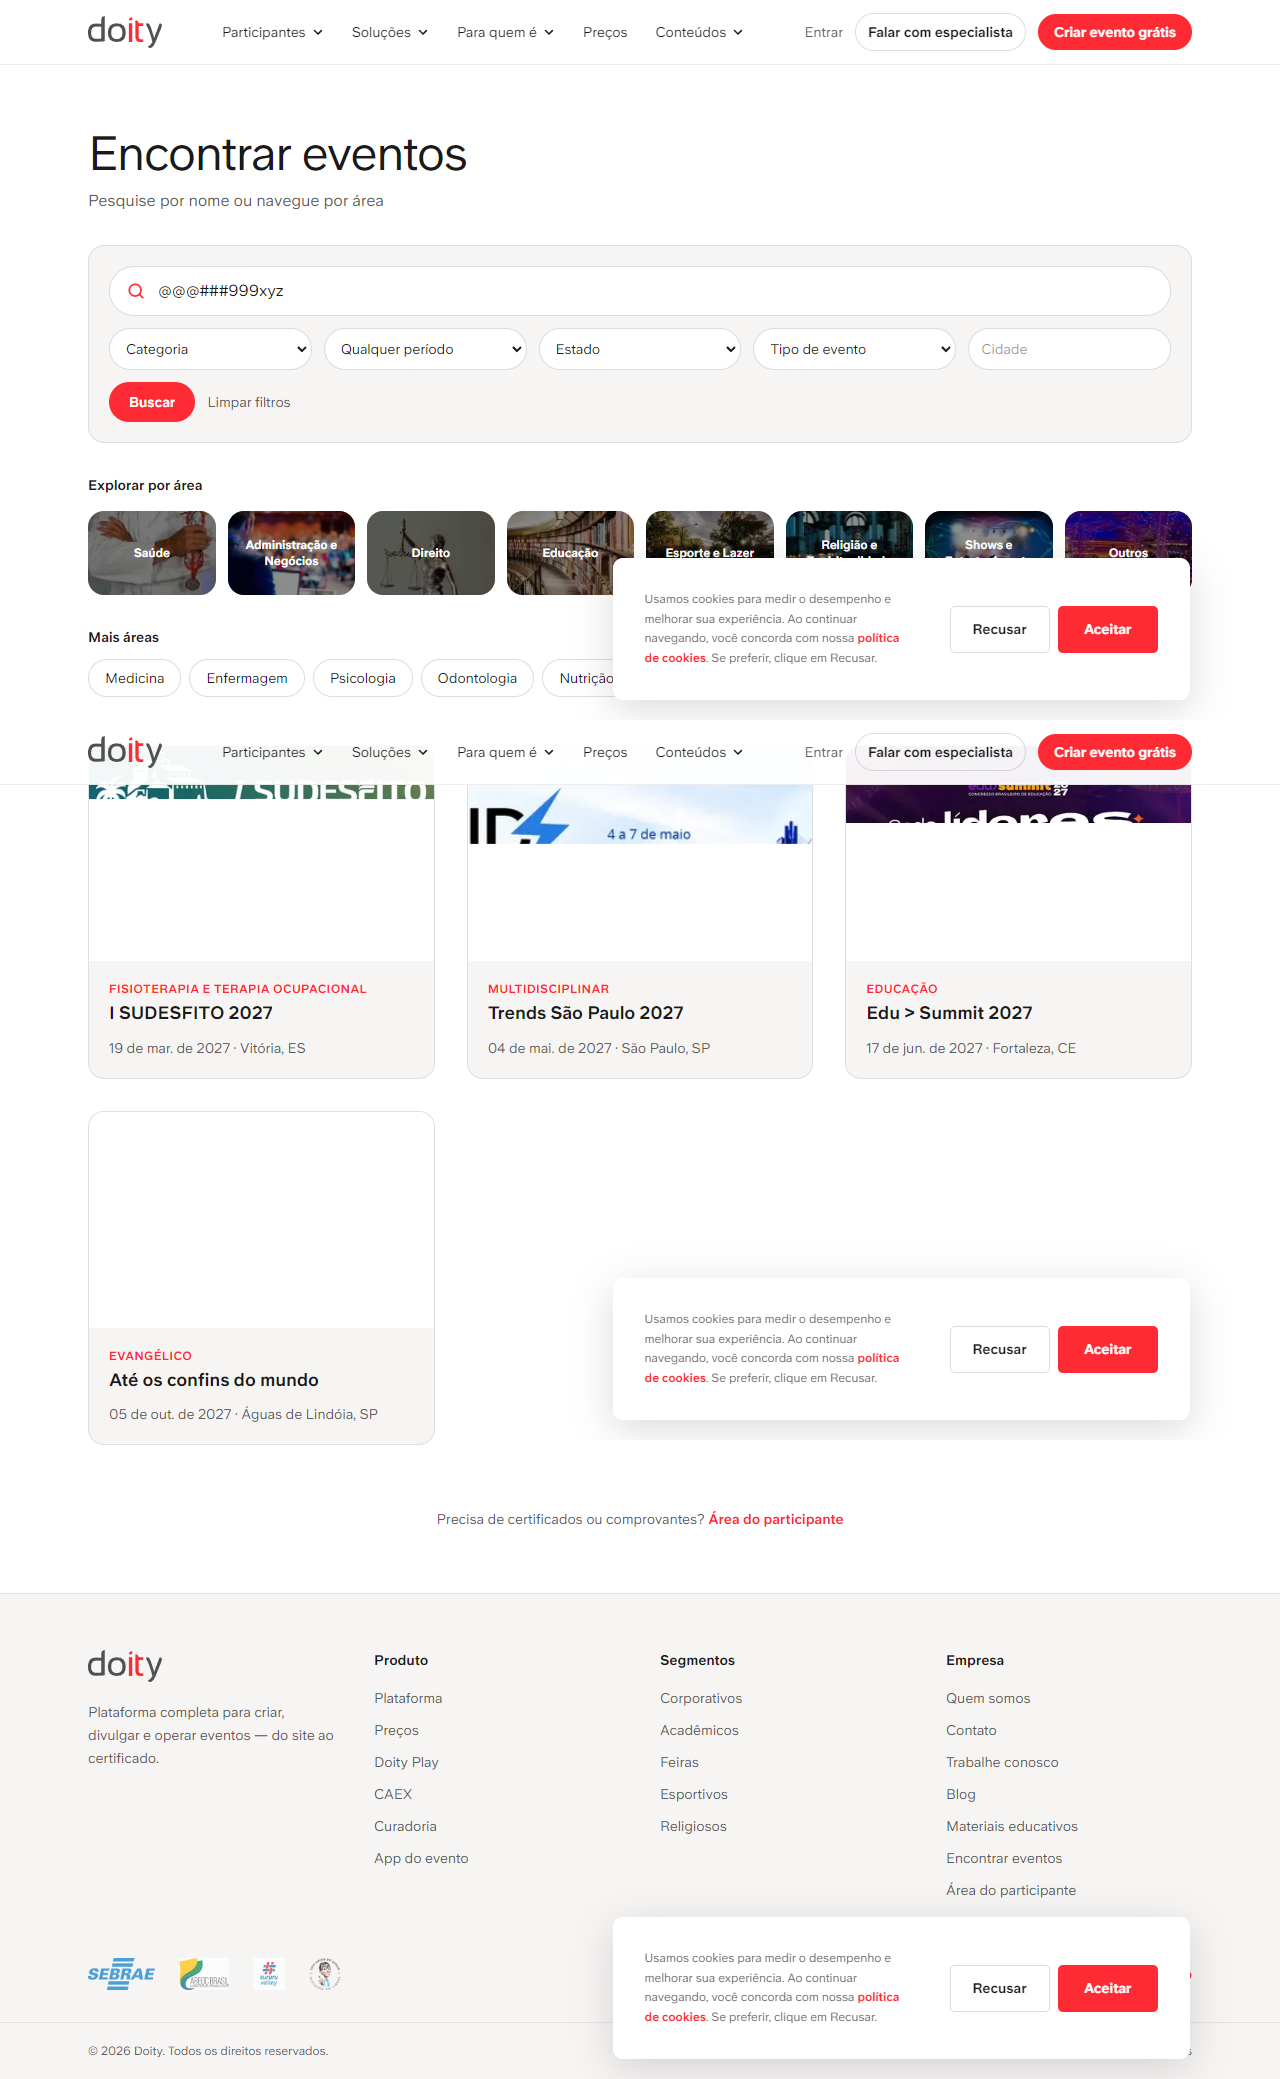 doity
Participantes
Soluções
Para quem é
Preços
Conteúdos
Entrar
Falar com especialista
Criar evento grátis
Encontrar eventos
Pesquise por nome ou navegue por área
@@@###999xyz
Categoria
Qualquer período
Estado
Tipo de evento
Cidade
Buscar
Limpar filtros
Explorar por área
Saúde
Administração e
Negócios
Direito
Educação
Esporte e Lazer
Religião e
Shows e
Outros
Usamos cookies para medir o desempenho e
melhorar sua experiência. Ao continuar
navegando, você concorda com nossa política
de cookies. Se preferir, clique em Recusar.
Recusar
Aceitar
Mais áreas
Medicina
Enfermagem
Psicologia
Odontologia
Nutrição
doity
Participantes
Soluções
Para quem é
Preços
Conteúdos
Entrar
Falar com especialista
Criar evento grátis
I SUDESFITO
4 a 7 de maio
edu>summit 2027
CONGRESSO BRASILEIRO DE EDUCAÇÃO
líderes
FISIOTERAPIA E TERAPIA OCUPACIONAL
I SUDESFITO 2027
19 de mar. de 2027 · Vitória, ES
MULTIDISCIPLINAR
Trends São Paulo 2027
04 de mai. de 2027 · São Paulo, SP
EDUCAÇÃO
Edu > Summit 2027
17 de jun. de 2027 · Fortaleza, CE
EVANGÉLICO
Até os confins do mundo
05 de out. de 2027 · Águas de Lindóia, SP
Usamos cookies para medir o desempenho e
melhorar sua experiência. Ao continuar
navegando, você concorda com nossa política
de cookies. Se preferir, clique em Recusar.
Recusar
Aceitar
Precisa de certificados ou comprovantes? Área do participante
doity
Plataforma completa para criar,
divulgar e operar eventos — do site ao
certificado.
Produto
Plataforma
Preços
Doity Play
CAEX
Curadoria
App do evento
Segmentos
Corporativos
Acadêmicos
Feiras
Esportivos
Religiosos
Empresa
Quem somos
Contato
Trabalhe conosco
Blog
Materiais educativos
Encontrar eventos
Área do participante
SEBRAE
ABEOC BRASIL
# sururu valley
Usamos cookies para medir o desempenho e
melhorar sua experiência. Ao continuar
navegando, você concorda com nossa política
de cookies. Se preferir, clique em Recusar.
Recusar
Aceitar
© 2026 Doity. Todos os direitos reservados.